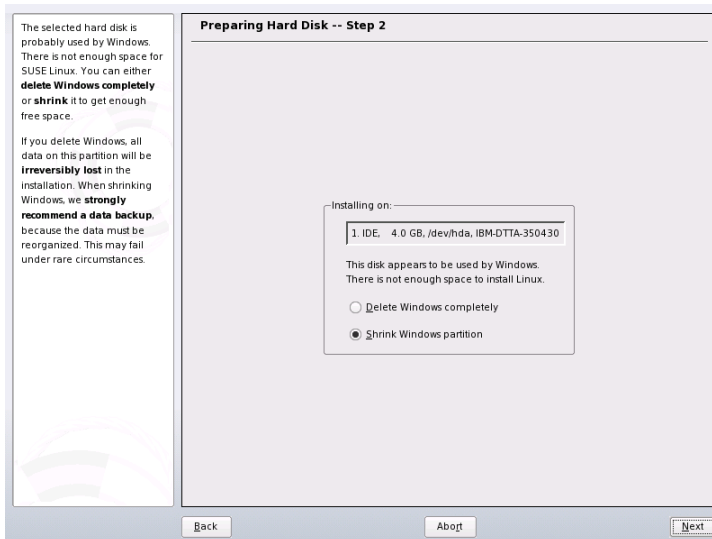 The selected hard disk is
probably used by Windows.
There is not enough space for
SUSE Linux. You can either
delete Windows completely
or shrink it to get enough
free space.
If you delete Windows, all
data on this partition will be
irreversibly lost in the
installation. When shrinking
Windows, we strongly
recommend a data backup,
because the data must be
reorganized. This may fail
under rare circumstances.
Preparing Hard Disk -- Step 2
Installing on:
1. IDE, 4.0 GB, /dev/hda, IBM-DTTA-350430
This disk appears to be used by Windows.
There is not enough space to install Linux.
Delete Windows completely
Shrink Windows partition
Back
Abort
Next